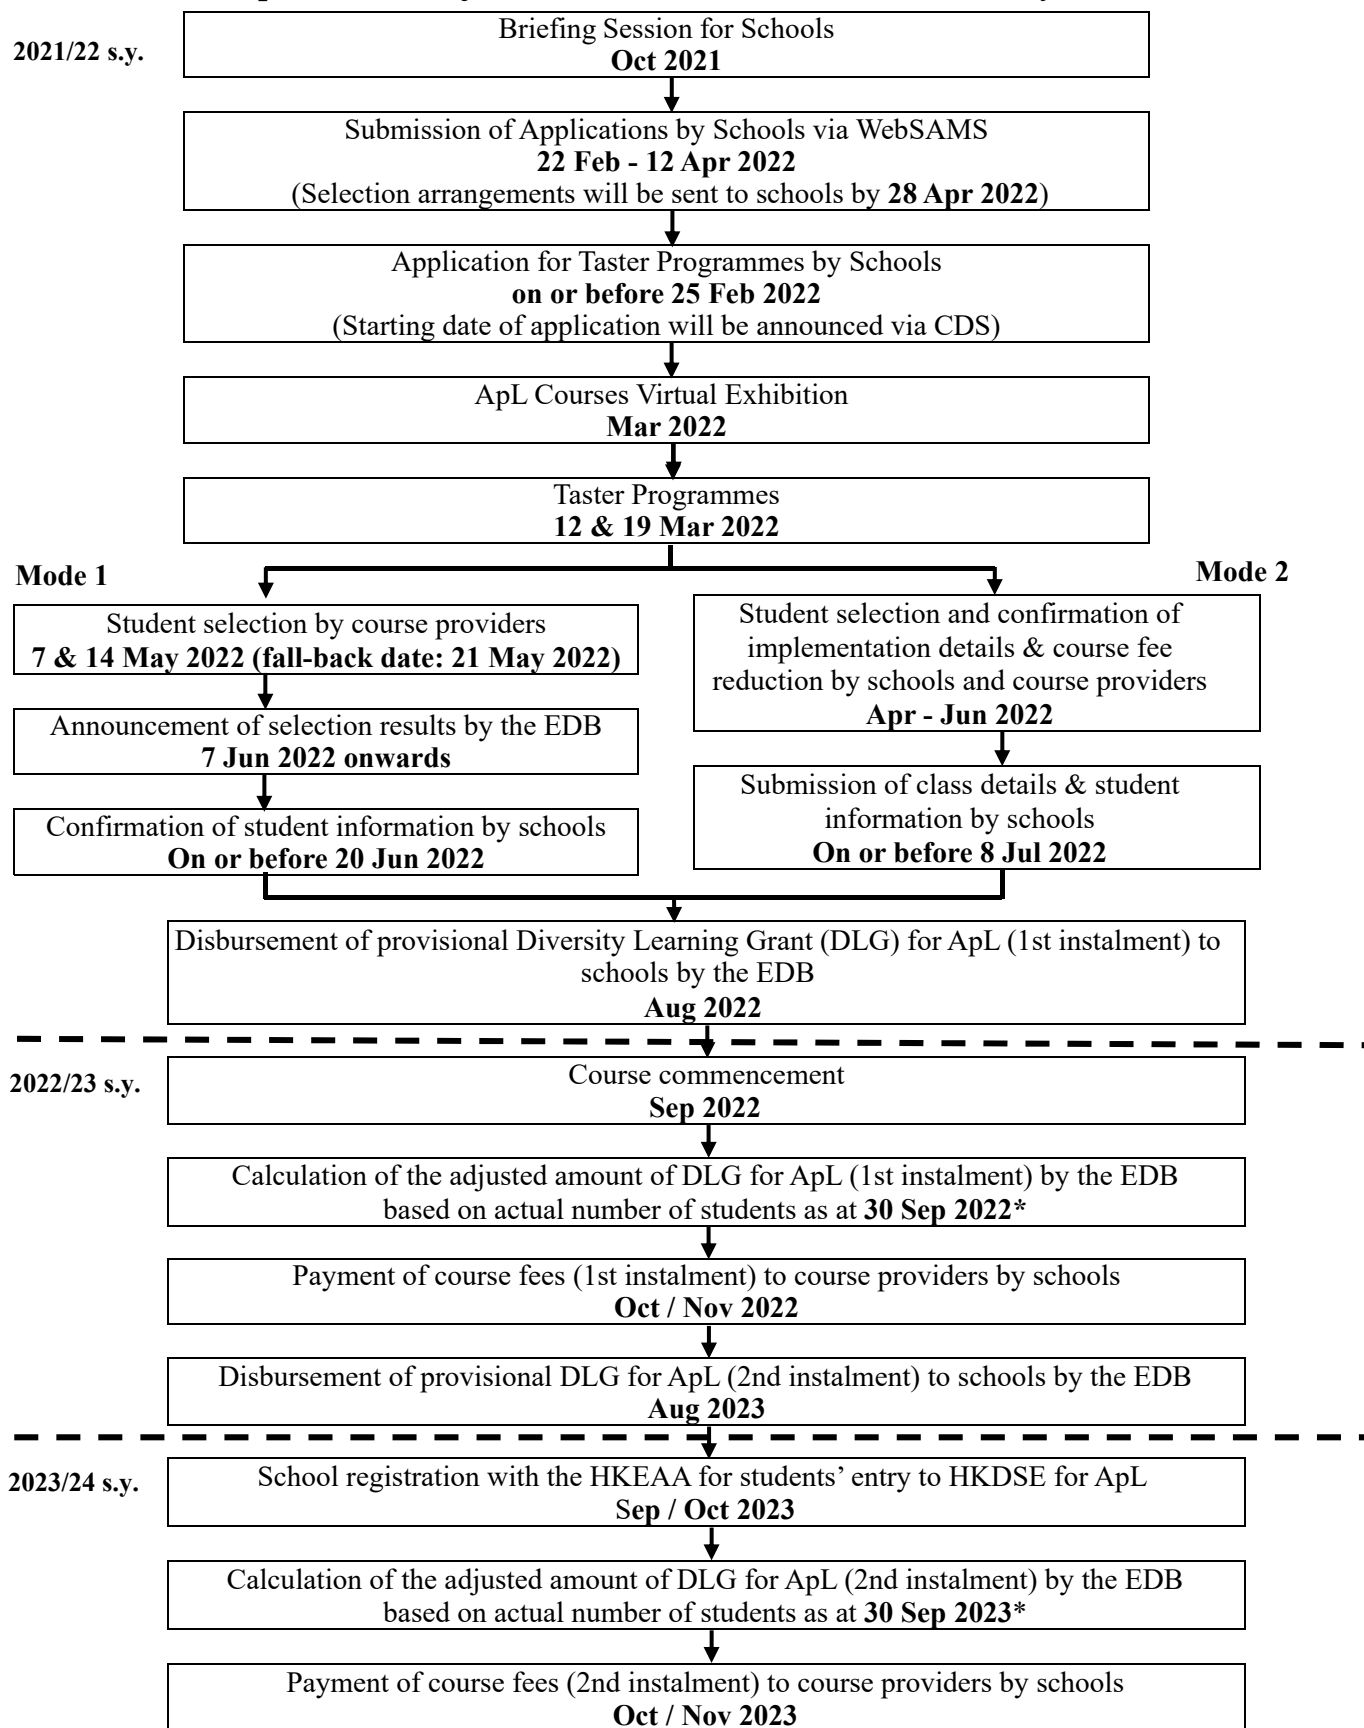 Briefing Session for Schools
2021/22 s.y.
Oct 2021
Submission of Applications by Schools via WebSAMS
22 Feb - 12 Apr 2022
(Selection arrangements will be sent to schools by 28 Apr 2022)
Application for Taster Programmes by Schools
on or before 25 Feb 2022
(Starting date of application will be announced via CDS)
ApL Courses Virtual Exhibition
Mar 2022
Taster Programmes
12 & 19 Mar 2022
Mode 1
Student selection by course providers
7 & 14 May 2022 (fall-back date: 21 May 2022)
Announcement of selection results by the EDB
7 Jun 2022 onwards
Confirmation of student information by schools
On or before 20 Jun 2022
Mode 2
Student selection and confirmation of
implementation details & course fee
reduction by schools and course providers
Apr - Jun 2022
Submission of class details & student
information by schools
On or before 8 Jul 2022
Disbursement of provisional Diversity Learning Grant (DLG) for ApL (1st instalment) to
schools by the EDB
Aug 2022
2022/23 s.y.
Course commencement
Sep 2022
Calculation of the adjusted amount of DLG for ApL (1st instalment) by the EDB
based on actual number of students as at 30 Sep 2022*
Payment of course fees (1st instalment) to course providers by schools
Oct / Nov 2022
Disbursement of provisional DLG for ApL (2nd instalment) to schools by the EDB
Aug 2023
2023/24 s.y.
School registration with the HKEAA for students’ entry to HKDSE for ApL
Sep / Oct 2023
Calculation of the adjusted amount of DLG for ApL (2nd instalment) by the EDB
based on actual number of students as at 30 Sep 2023*
Payment of course fees (2nd instalment) to course providers by schools
Oct / Nov 2023